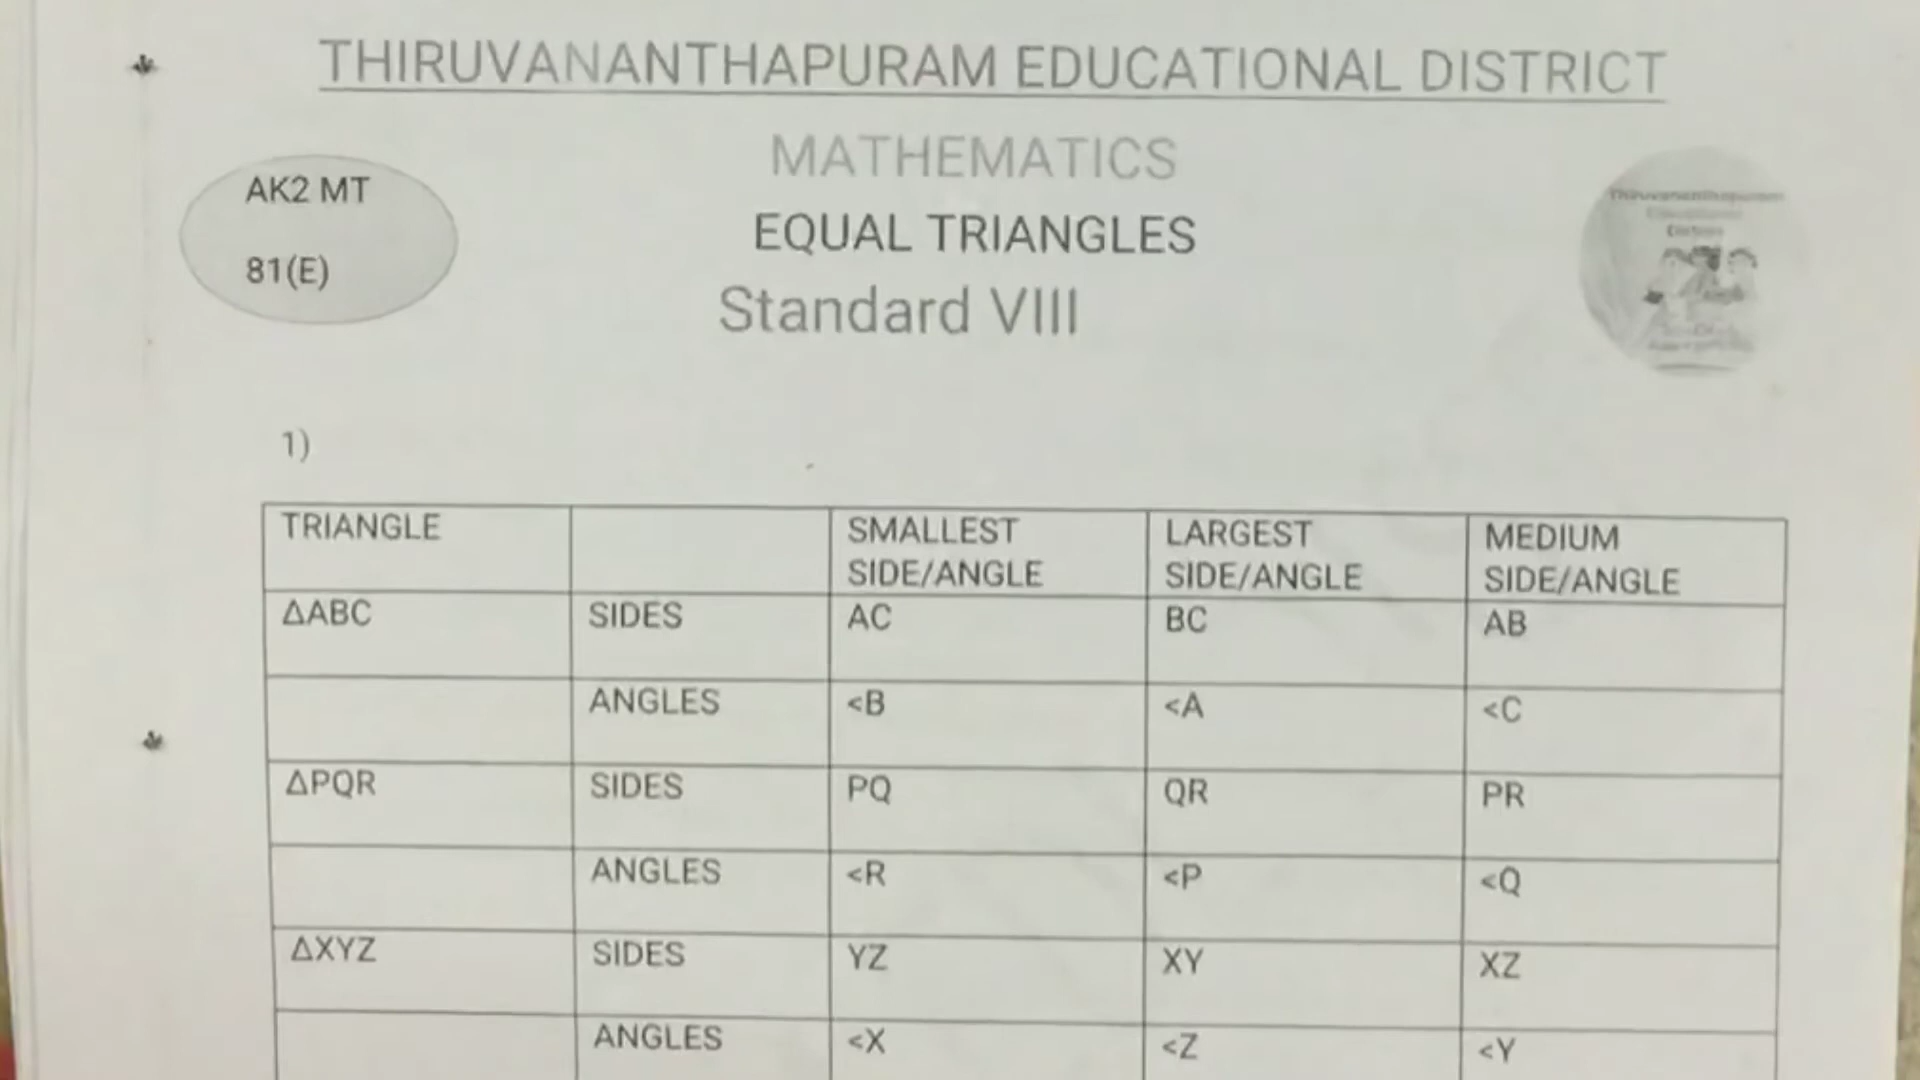 THIRUVANANTHAPURAM EDUCATIONAL DISTRICT
MATHEMATICS
AK2 MT
81(E)
EQUAL TRIANGLES
Standard VIII
Thiruvananthapuram
1)
TRIANGLE SMALLEST SIDE/ANGLE LARGEST SIDE/ANGLE MEDIUM SIDE/ANGLE
ΔABC SIDES AC BC AB
ANGLES <B <A <C
ΔPQR SIDES PQ QR PR
ANGLES <R <P <Q
ΔXYZ SIDES YZ XY XZ
ANGLES <X <Z <Y